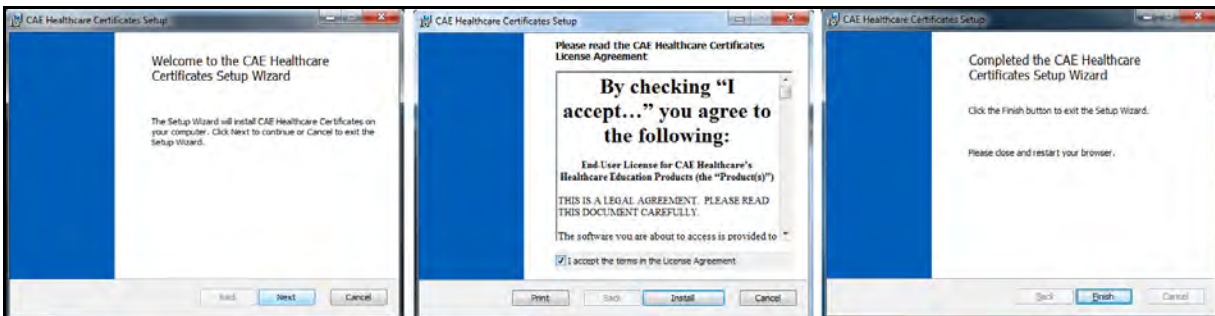 CAE Healthcare Certificates Setup
Welcome to the CAE Healthcare
Certificates Setup Wizard
The Setup Wizard will install CAE Healthcare Certificates on
your computer. Click Next to continue or Cancel to exit the
Setup Wizard.
Back Next Cancel
CAE Healthcare Certificates Setup
Please read the CAE Healthcare Certificates
License Agreement
By checking “I
accept...” you agree to
the following:
End-User License for CAE Healthcare's
Healthcare Education Products (the “Product(s)”)
THIS IS A LEGAL AGREEMENT. PLEASE READ
THIS DOCUMENT CAREFULLY.
The software you are about to access is provided to
I accept the terms in the License Agreement
Print Back Install Cancel
CAE Healthcare Certificates Setup
Completed the CAE Healthcare
Certificates Setup Wizard
Click the Finish button to exit the Setup Wizard.
Please close and restart your browser.
Back Finish Cancel